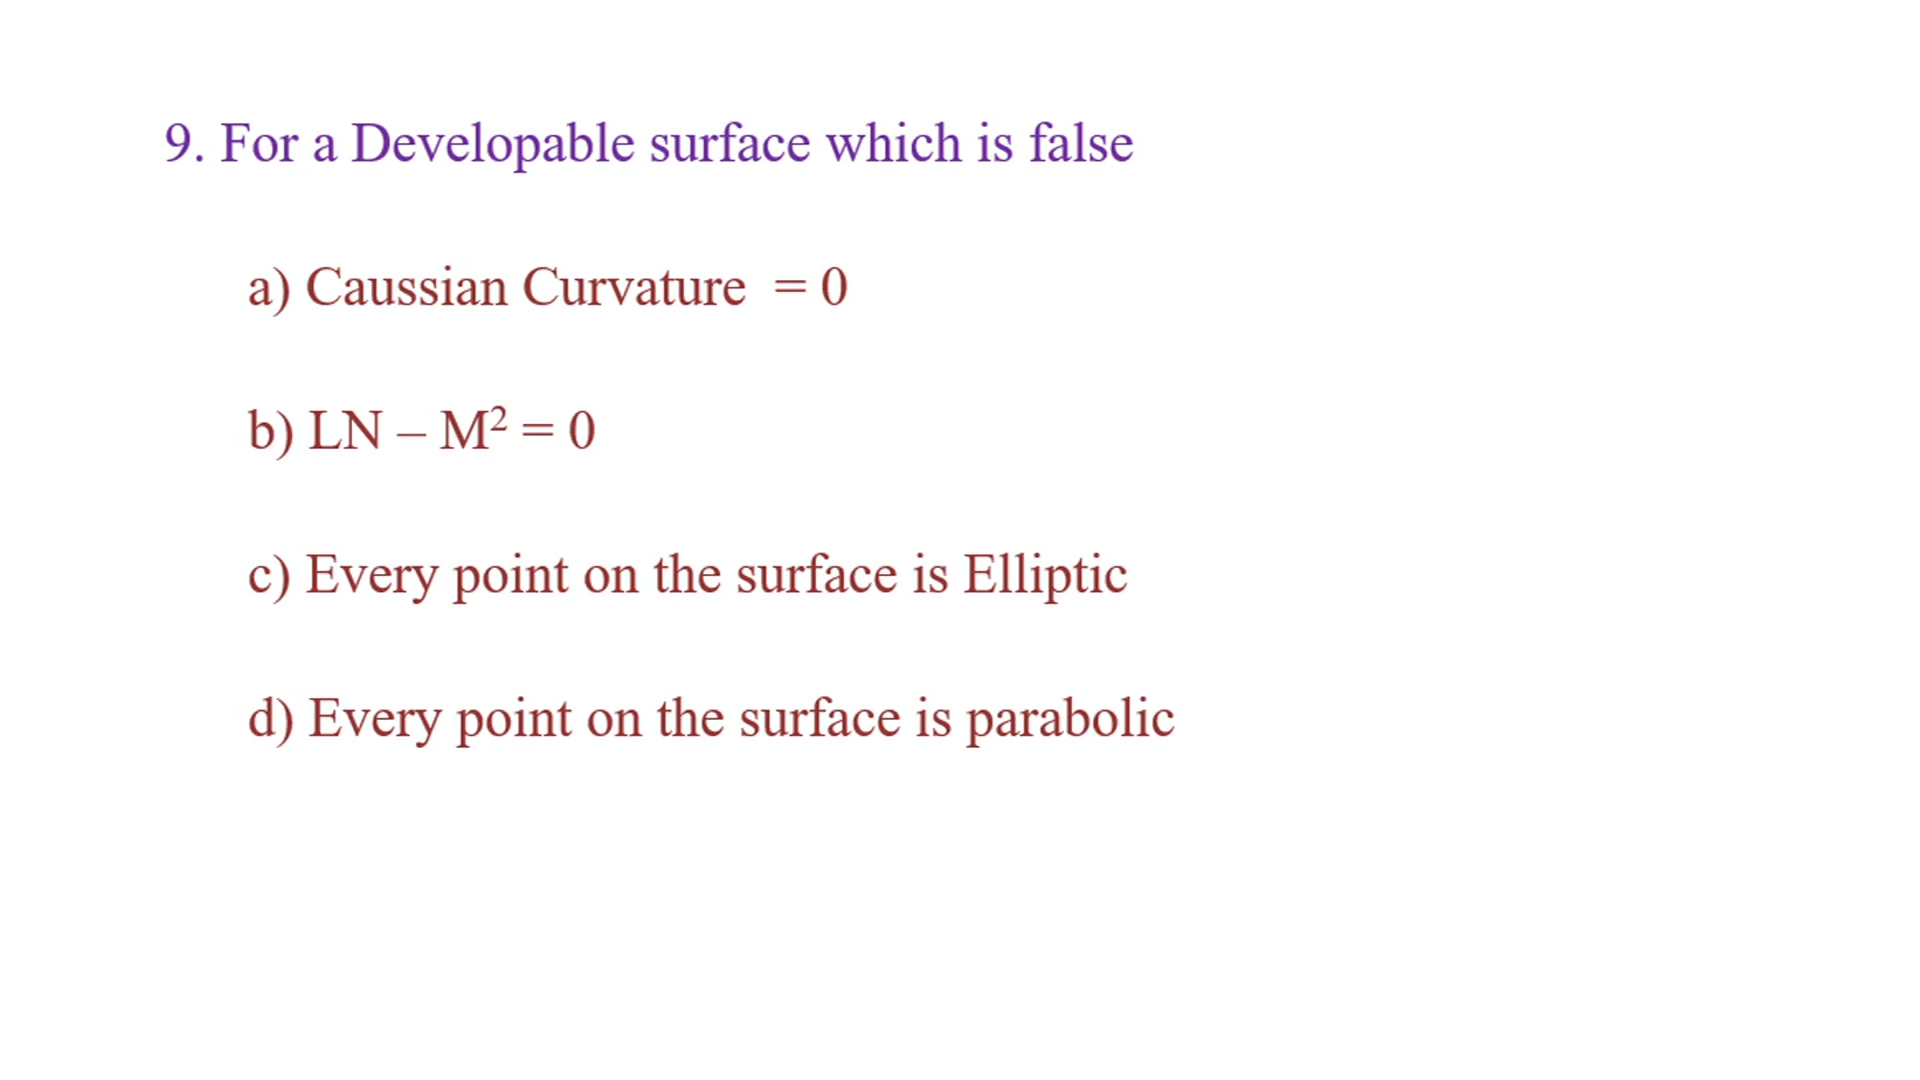 9. For a Developable surface which is false
a) Caussian Curvature = 0
b) LN – M² = 0
c) Every point on the surface is Elliptic
d) Every point on the surface is parabolic